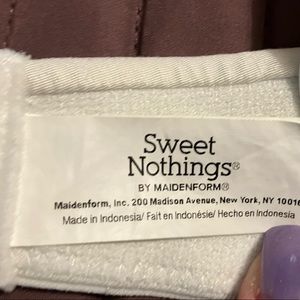 Sweet
Nothings®
BY MAIDENFORM®
Maidenform, Inc. 200 Madison Avenue, New York, NY 10016
Made in Indonesia/ Fait en Indonésie/ Hecho en Indonesia